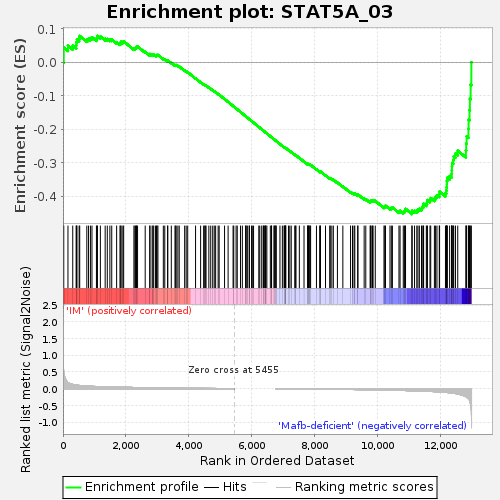 Enrichment plot: STAT5A_03
Enrichment score (ES)
0.1
0.0
-0.1
-0.2
-0.3
-0.4
'IM' (positively correlated)
Zero cross at 5455
'Mafb-deficient' (negatively correlated)
Ranked list metric (Signal2Noise)
2.5
2.0
1.5
1.0
0.5
0.0
-0.5
-1.0
0
2,000
4,000
6,000
8,000
10,000
12,000
Rank in Ordered Dataset
Enrichment profile
Hits
Ranking metric scores